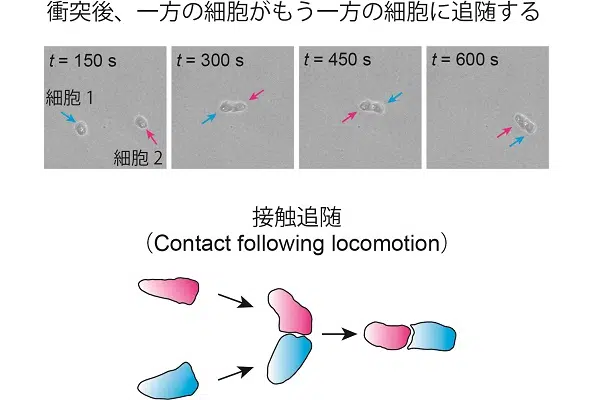 衝突後、一方の細胞がもう一方の細胞に追随する
t = 150 s
t = 300 s
t = 450 s
t = 600 s
細胞 1
細胞 2
接触追随
（Contact following locomotion）